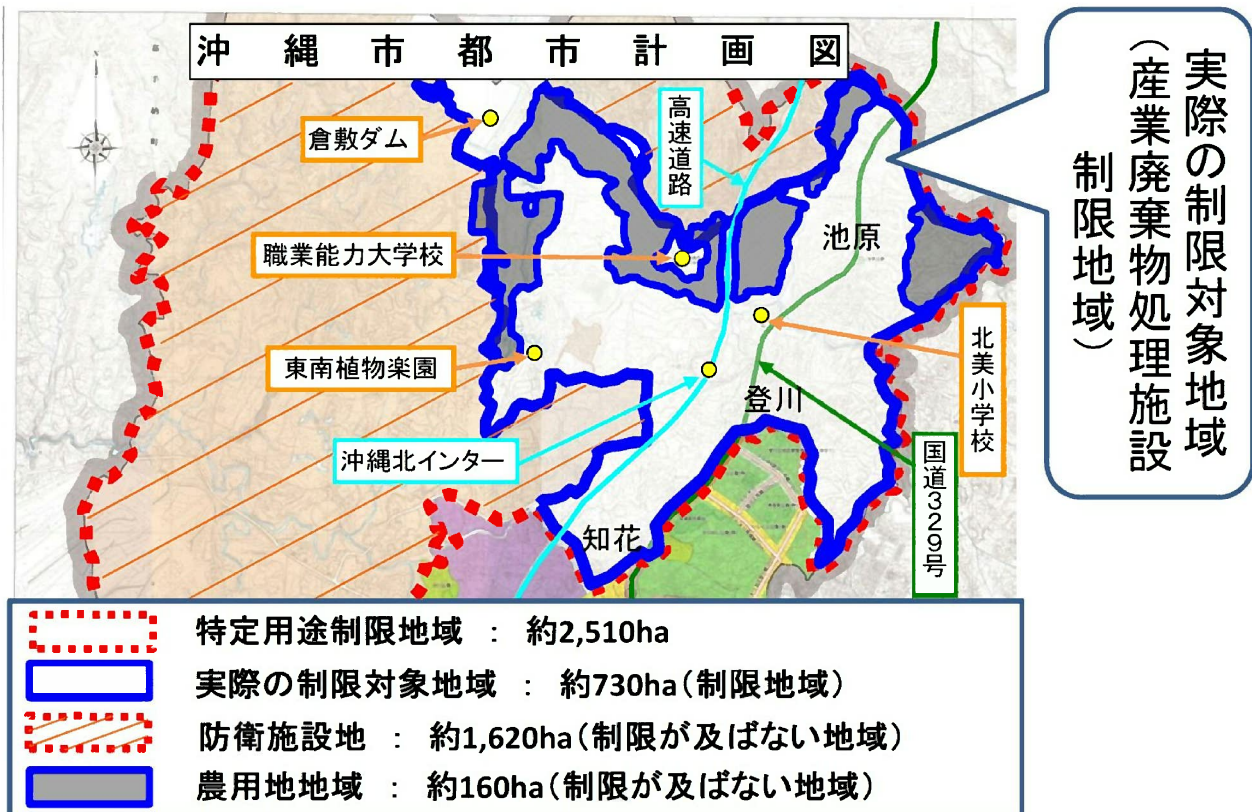 沖縄市都市計画図
実際の制限対象地域
(産業廃棄物処理施設
制限地域)
倉敷ダム
高速道路
職業能力大学校
池原
東南植物楽園
北美小学校
登川
沖縄北インター
国道329号
知花
特定用途制限地域 : 約2,510ha
実際の制限対象地域 : 約730ha(制限地域)
防衛施設地 : 約1,620ha(制限が及ばない地域)
農用地地域 : 約160ha(制限が及ばない地域)